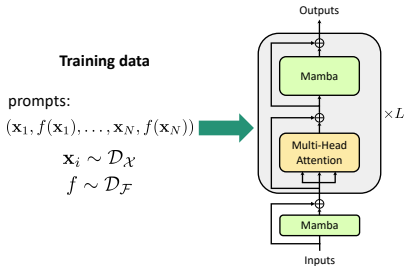 Training data
prompts:
(x₁, f(x₁), . . . , x_N, f(x_N))
x_i ∼ 𝒟_𝒳
f ∼ 𝒟_ℱ
Outputs
Mamba
Multi-Head
Attention
×L
Mamba
Inputs